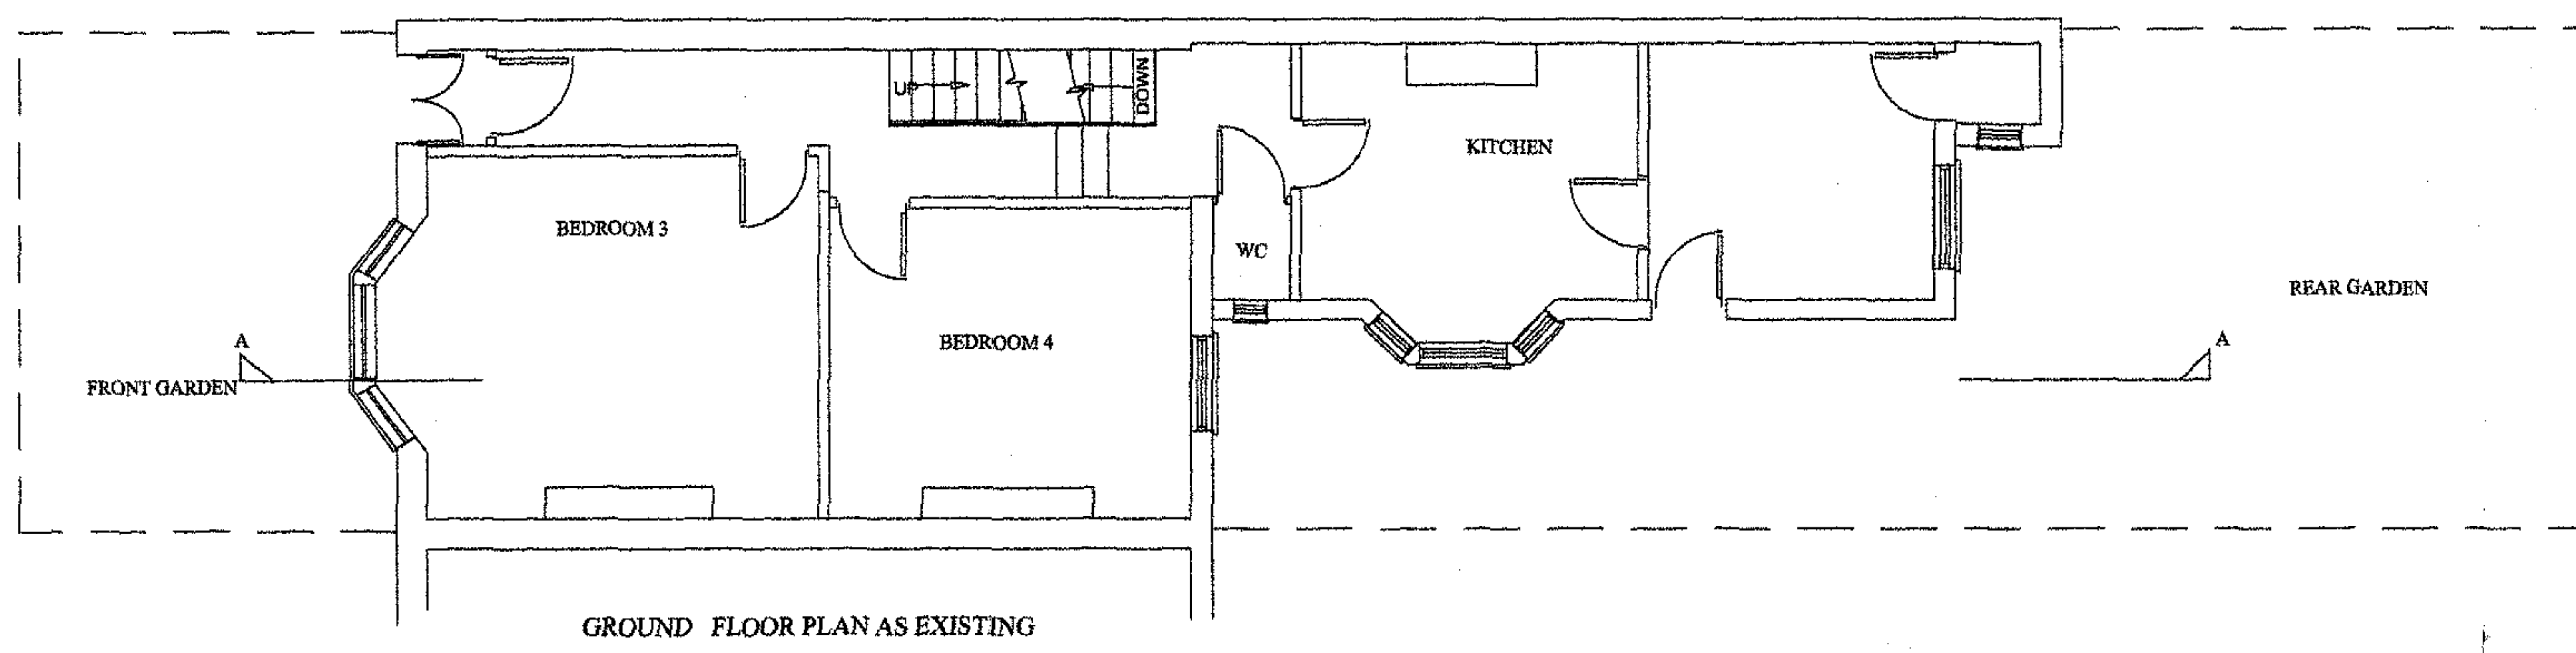 UP
DOWN
KITCHEN
BEDROOM 3
WC
REAR GARDEN
BEDROOM 4
A
A
FRONT GARDEN
GROUND FLOOR PLAN AS EXISTING